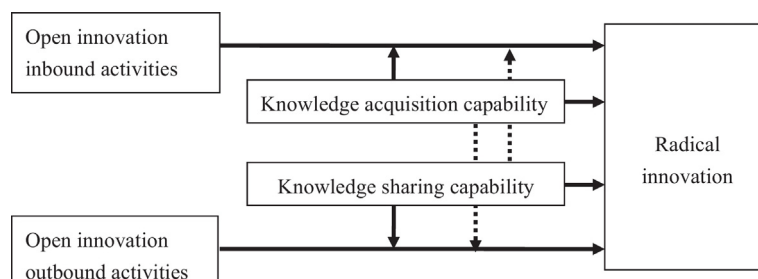 Open innovation
inbound activities
Knowledge acquisition capability
Radical
innovation
Knowledge sharing capability
Open innovation
outbound activities